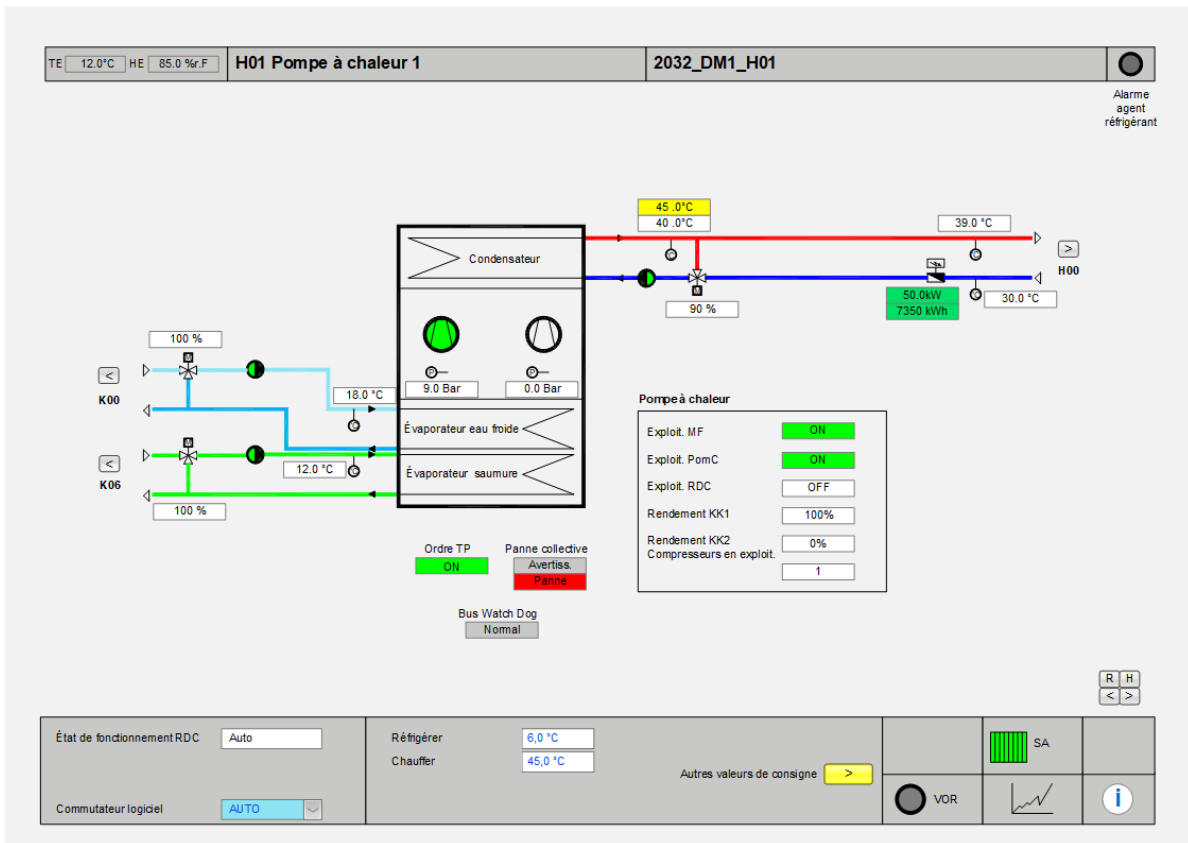 TE 12.0°C HE 85.0 %r.F H01 Pompe à chaleur 1 2032_DM1_H01
Alarme
agent
réfrigérant
45 .0°C
40 .0°C
39.0 °C
>
H00
Condensateur
M
90 %
50.0kW
7350 kWh
30.0 °C
100 %
M
<
K00
18.0 °C
P
9.0 Bar
P
0.0 Bar
Évaporateur eau froide
M
<
K06
12.0 °C
Évaporateur saumure
100 %
Pompe à chaleur
Exploit. MF ON
Exploit. PomC ON
Exploit. RDC OFF
Rendement KK1 100%
Rendement KK2 0%
Compresseurs en exploit.
1
Ordre TP
ON
Panne collective
Avertiss.
Panne
Bus Watch Dog
Normal
R H
< >
État de fonctionnement RDC Auto
Commutateur logiciel AUTO
Réfrigérer 6,0 °C
Chauffer 45,0 °C
Autres valeurs de consigne >
SA
VOR
i